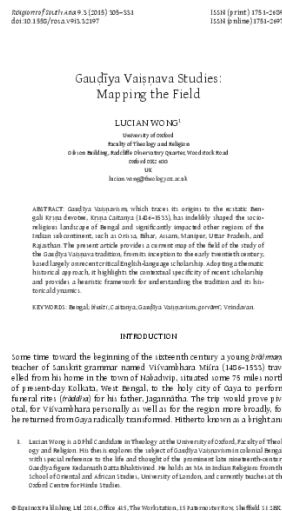 Religions of South Asia 9.3 (2015) 305–331 ISSN (print) 1751-269
doi:10.1558/rosa.v9i3. ISSN (online) 1751-269
Gauḍīya Vaiṣṇava Studies:
Mapping the Field
LUCIAN WONG¹
University of Oxford
Faculty of Theology and Religion
Gibson Building, Radcliffe Observatory Quarter, Woodstock Road
Oxford OX2 6GG
UK
lucian.wong@theology.ox.ac.uk
ABSTRACT: Gauḍīya Vaiṣṇavism, which traces its origins to the ecstatic Ben-
gali Kṛṣṇa devotee, Kṛṣṇa Caitanya (1486–1533), has indelibly shaped the socio-
religious landscape of Bengal and significantly impacted other regions of the
Indian subcontinent, such as Orissa, Bihar, Assam, Manipur, Uttar Pradesh, and
Rajasthan. The present article provides a current map of the field of the study of
the Gauḍīya Vaiṣṇava tradition, from its inception to the early twentieth century,
based largely on recent critical English-language scholarship. Adopting a thematic
historical approach, it highlights the contextual specificity of recent scholarship
and provides a heuristic framework for understanding the tradition and its his-
torical dynamics.
KEYWORDS: Bengal; bhakti; Caitanya; Gauḍīya Vaiṣṇavism; gosvāmī; Vrindavan.
INTRODUCTION
Some time toward the beginning of the sixteenth century a young brāhman
teacher of Sanskrit grammar named Viśvambhara Miśra (1486–1533) trav
elled from his home in the town of Nabadwip, situated some 75 miles nort
of present-day Kolkata, West Bengal, to the holy city of Gaya to perform
funeral rites (śrāddha) for his father, Jagannātha. The trip would prove piv
otal, for Viśvambhara personally as well as for the region more broadly, fo
he returned from Gaya radically transformed. Hitherto known as a bright an
1. Lucian Wong is a DPhil Candidate in Theology at the University of Oxford, Faculty of Theol
ogy and Religion. His thesis explores the subject of Gauḍīya Vaiṣṇavism in colonial Benga
with special reference to the life and thought of the prominent late nineteenth-centur
Gauḍīya figure Kedarnath Datta Bhaktivinod. He holds an MA in Indian Religions from th
School of Oriental and African Studies, University of London, and currently teaches at th
Oxford Centre for Hindu Studies.
© Equinox Publishing Ltd 2016, Office 415, The Workstation, 15 Paternoster Row, Sheffield S1 2BX